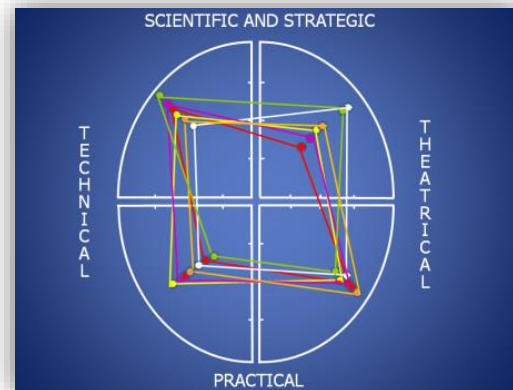 SCIENTIFIC AND STRATEGIC
TECHNICAL
THEATRICAL
PRACTICAL